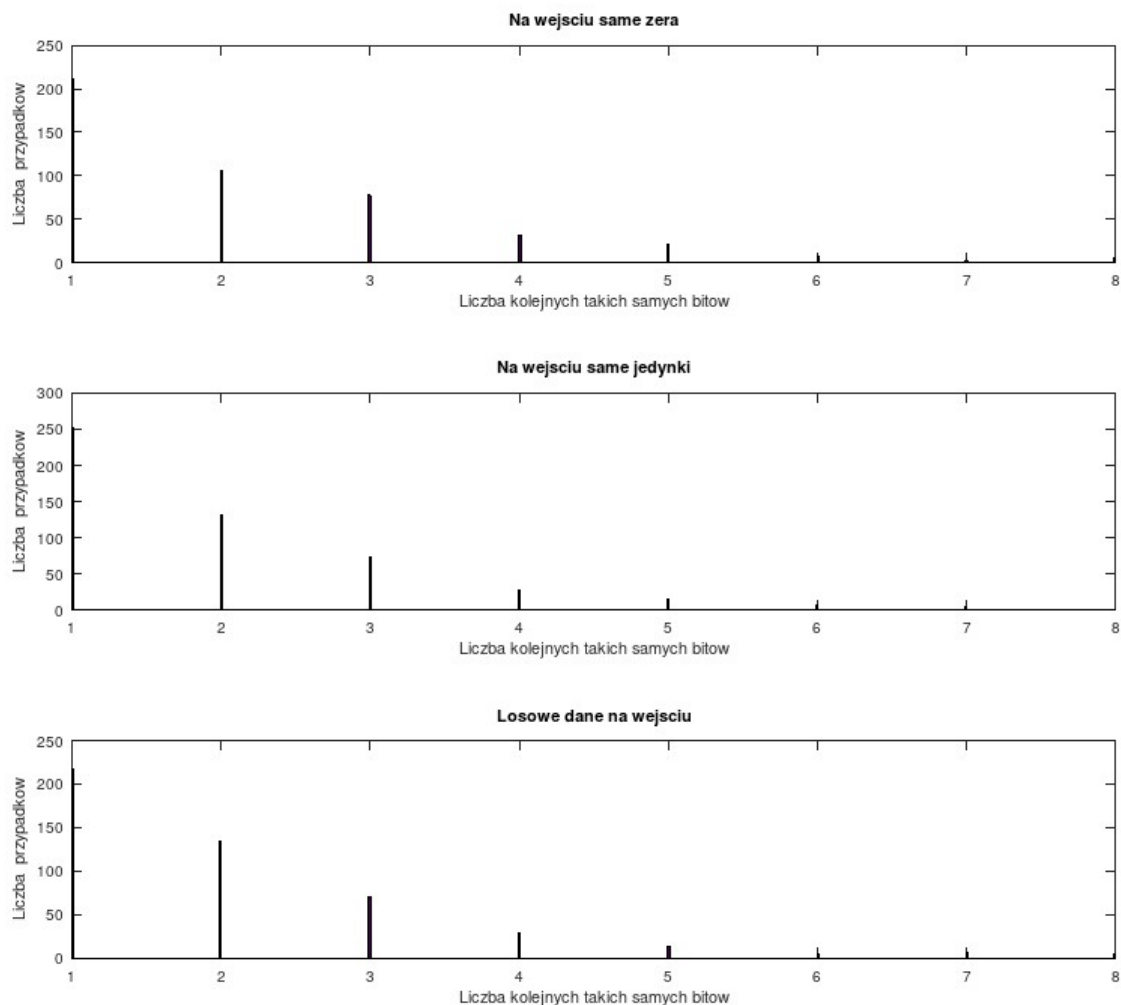 Na wejsciu same zera
250
200
150
100
50
0
Liczba przypadkow
1 2 3 4 5 6 7 8
Liczba kolejnych takich samych bitow
Na wejsciu same jedynki
300
250
200
150
100
50
0
Liczba przypadkow
1 2 3 4 5 6 7 8
Liczba kolejnych takich samych bitow
Losowe dane na wejsciu
250
200
150
100
50
0
Liczba przypadkow
1 2 3 4 5 6 7 8
Liczba kolejnych takich samych bitow